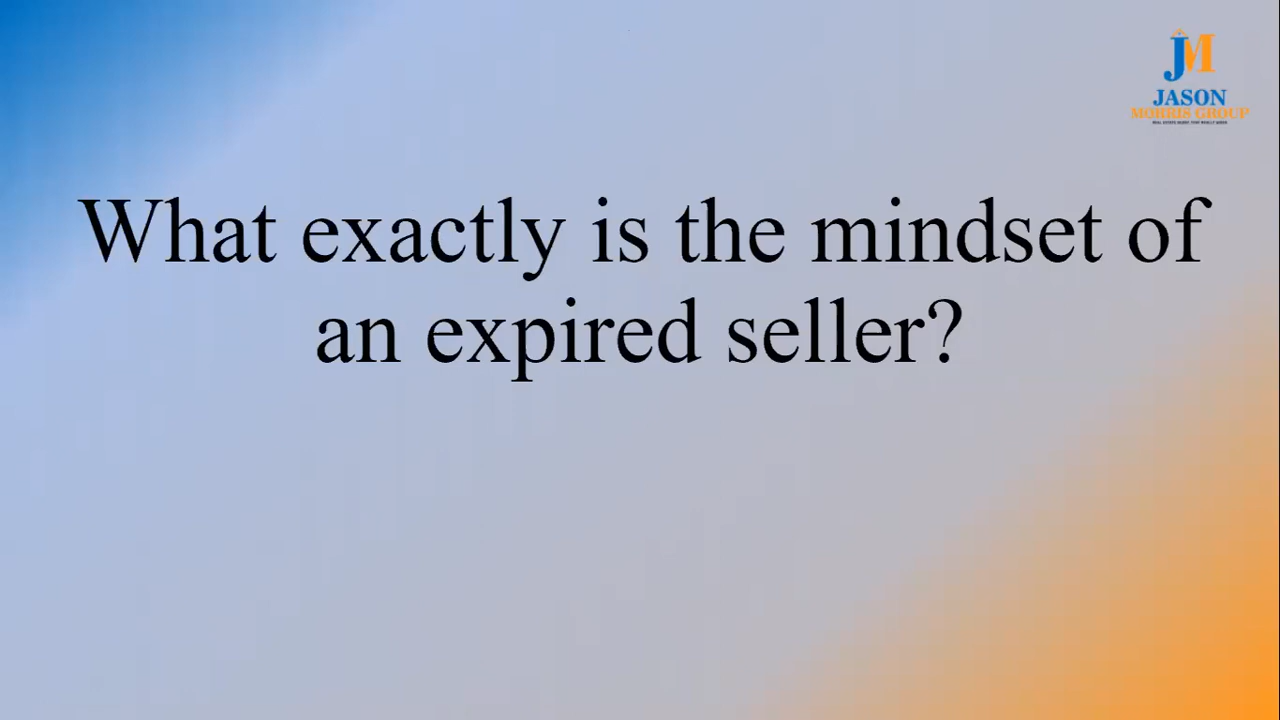 JM
JASON
MORRIS GROUP
What exactly is the mindset of
an expired seller?